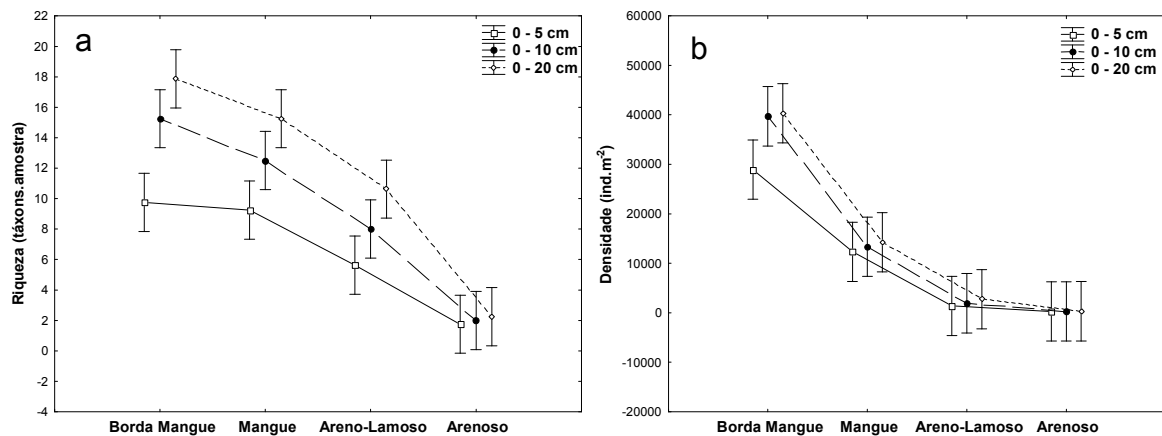 a
0 - 5 cm
0 - 10 cm
0 - 20 cm
Riqueza (táxons.amostra)
22
20
18
16
14
12
10
8
6
4
2
0
-2
-4
Borda Mangue Mangue Areno-Lamoso Arenoso
b
0 - 5 cm
0 - 10 cm
0 - 20 cm
Densidade (ind.m-2)
60000
50000
40000
30000
20000
10000
0
-10000
-20000
Borda Mangue Mangue Areno-Lamoso Arenoso